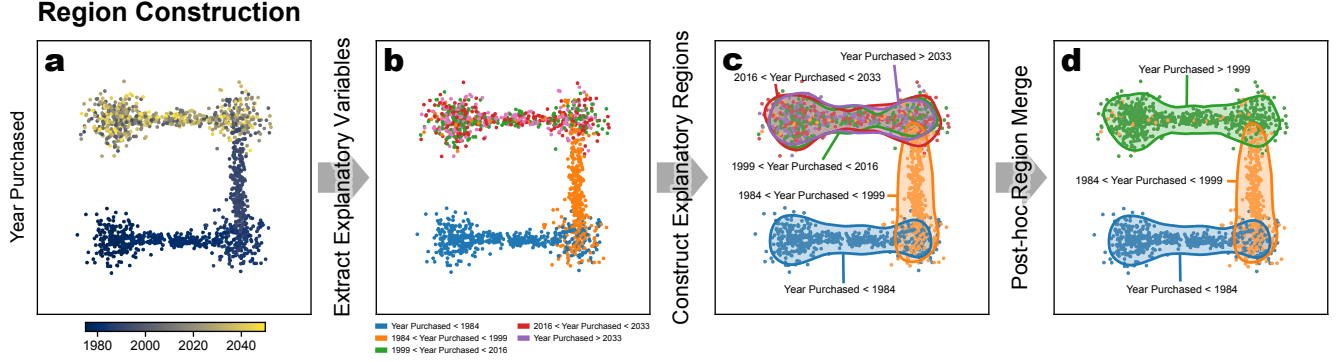 Region Construction
a
Year Purchased
1980 2000 2020 2040
Extract Explanatory Variables
b
Year Purchased < 1984
1984 < Year Purchased < 1999
1999 < Year Purchased < 2016
2016 < Year Purchased < 2033
Year Purchased > 2033
Construct Explanatory Regions
c
Year Purchased > 2033
2016 < Year Purchased < 2033
1999 < Year Purchased < 2016
1984 < Year Purchased < 1999
Year Purchased < 1984
Post-hoc Region Merge
d
Year Purchased > 1999
1984 < Year Purchased < 1999
Year Purchased < 1984